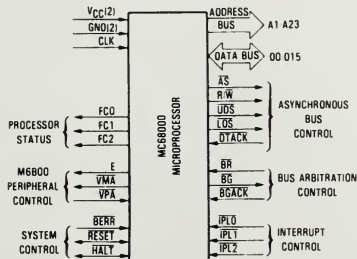 VCC(2)
GND(2)
CLK
PROCESSOR
STATUS
FC0
FC1
FC2
M6800
PERIPHERAL
CONTROL
E
VMA
VPA
SYSTEM
CONTROL
BERR
RESET
HALT
MC68000
MICROPROCESSOR
ADDRESS
BUS
A1-A23
DATA BUS
D0-D15
AS
R/W
UDS
LDS
DTACK
ASYNCHRONOUS
BUS
CONTROL
BR
BG
BGACK
BUS ARBITRATION
CONTROL
IPL0
IPL1
IPL2
INTERRUPT
CONTROL